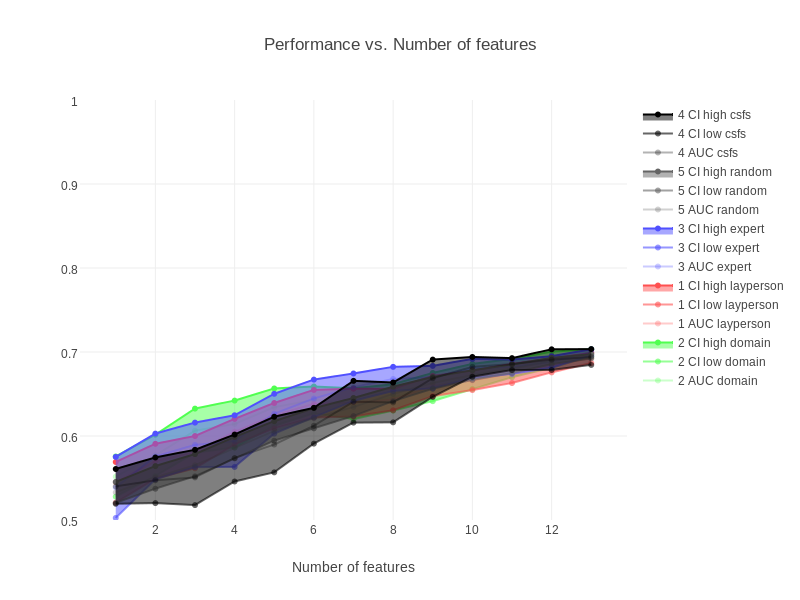 Performance vs. Number of features
1
0.9
0.8
0.7
0.6
0.5
2
4
6
8
10
12
Number of features
4 CI high csfs
4 CI low csfs
4 AUC csfs
5 CI high random
5 CI low random
5 AUC random
3 CI high expert
3 CI low expert
3 AUC expert
1 CI high layperson
1 CI low layperson
1 AUC layperson
2 CI high domain
2 CI low domain
2 AUC domain